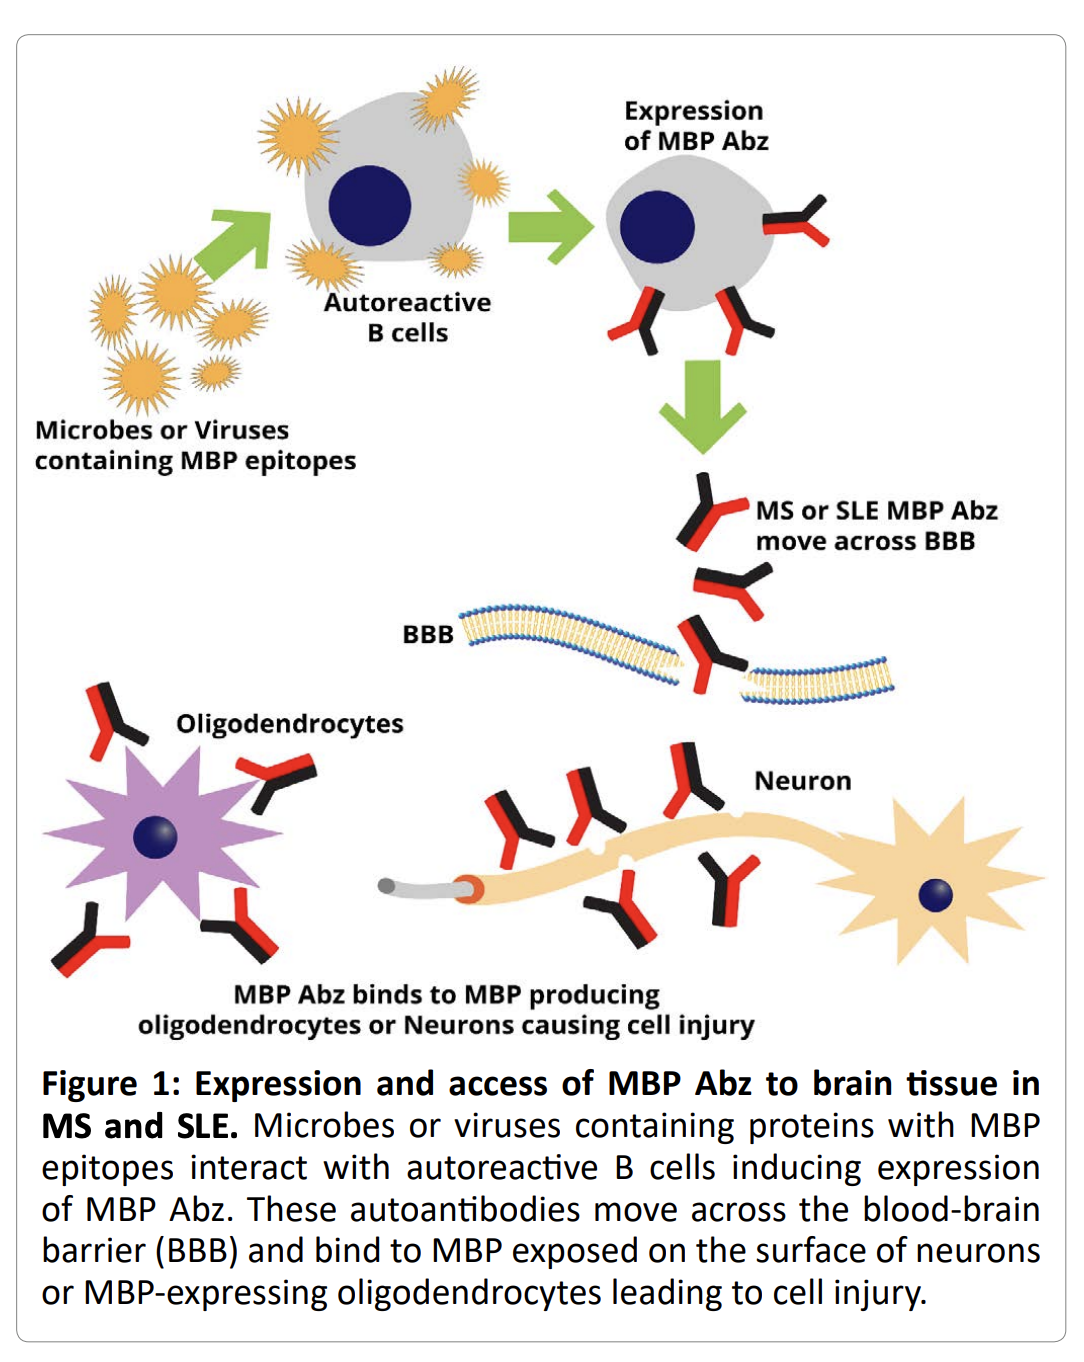 Expression
of MBP Abz
Autoreactive
B cells
Microbes or Viruses
containing MBP epitopes
MS or SLE MBP Abz
move across BBB
BBB
Oligodendrocytes
Neuron
MBP Abz binds to MBP producing
oligodendrocytes or Neurons causing cell injury
Figure 1: Expression and access of MBP Abz to brain tissue in
MS and SLE. Microbes or viruses containing proteins with MBP
epitopes interact with autoreactive B cells inducing expression
of MBP Abz. These autoantibodies move across the blood-brain
barrier (BBB) and bind to MBP exposed on the surface of neurons
or MBP-expressing oligodendrocytes leading to cell injury.